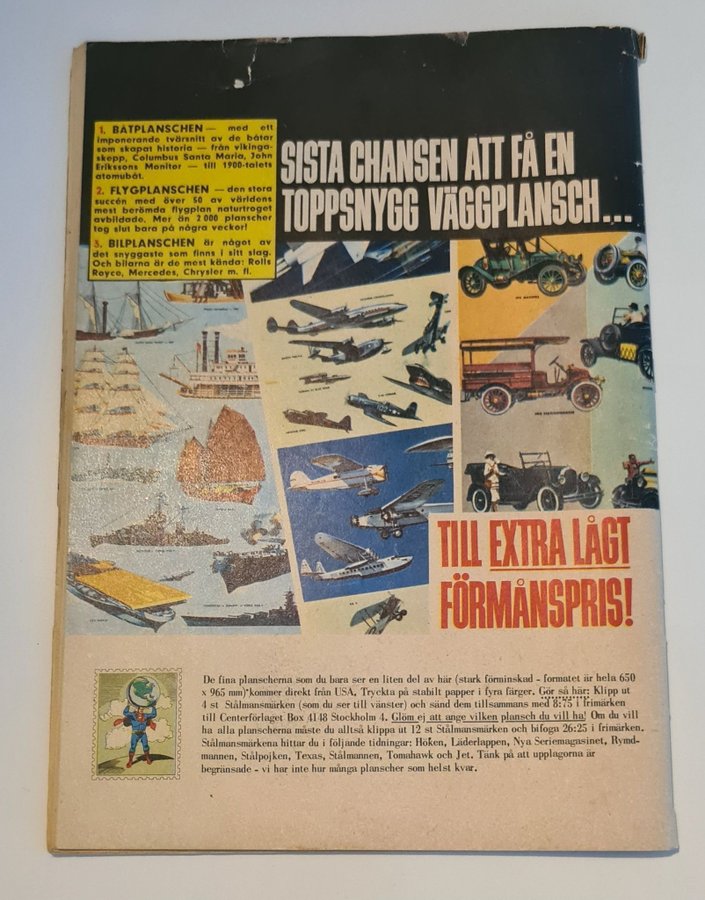 1. BÅTPLANSCHEN — med ett
imponerande tvärsnitt av de båtar
som skapat historia — från vikinga-
skepp, Columbus Santa Maria, John
Erikssons Monitor — till 1900-talets
atomubåt.
2. FLYGPLANSCHEN — den stora
succén med över 50 av världens
mest berömda flygplan naturtroget
avbildade. Mer än 2 000 planscher
tog slut bara på några veckor!
3. BILPLANSCHEN är något av
det snyggaste som finns i sitt slag.
Och bilarna är de mest kända: Rolls
Royce, Mercedes, Chrysler m. fl.
SISTA CHANSEN ATT FÅ EN
TOPPSNYGG VÄGGPLANSCH...
TILL EXTRA LÅGT
FÖRMÅNSPRIS!
De fina planscherna som du bara ser en liten del av här (stark förminskad - formatet är hela 650
x 965 mm) kommer direkt från USA. Tryckta på stabilt papper i fyra färger. Gör så här: Klipp ut
4 st Stålmansmärken (som du ser till vänster) och sänd dem tillsammans med 8:75 i frimärken
till Centerförlaget Box 4148 Stockholm 4. Glöm ej att ange vilken plansch du vill ha! Om du vill
ha alla planscherna måste du alltså klippa ut 12 st Stålmansmärken och bifoga 26:25 i frimärken.
Stålmansmärkena hittar du i följande tidningar: Hoken, Läderlappen, Nya Seriemagasinet, Rymd-
mannen, Stålpojken, Texas, Stålmannen, Tomahawk och Jet. Tänk på att upplagorna är
begränsade - vi har inte hur många planscher som helst kvar.